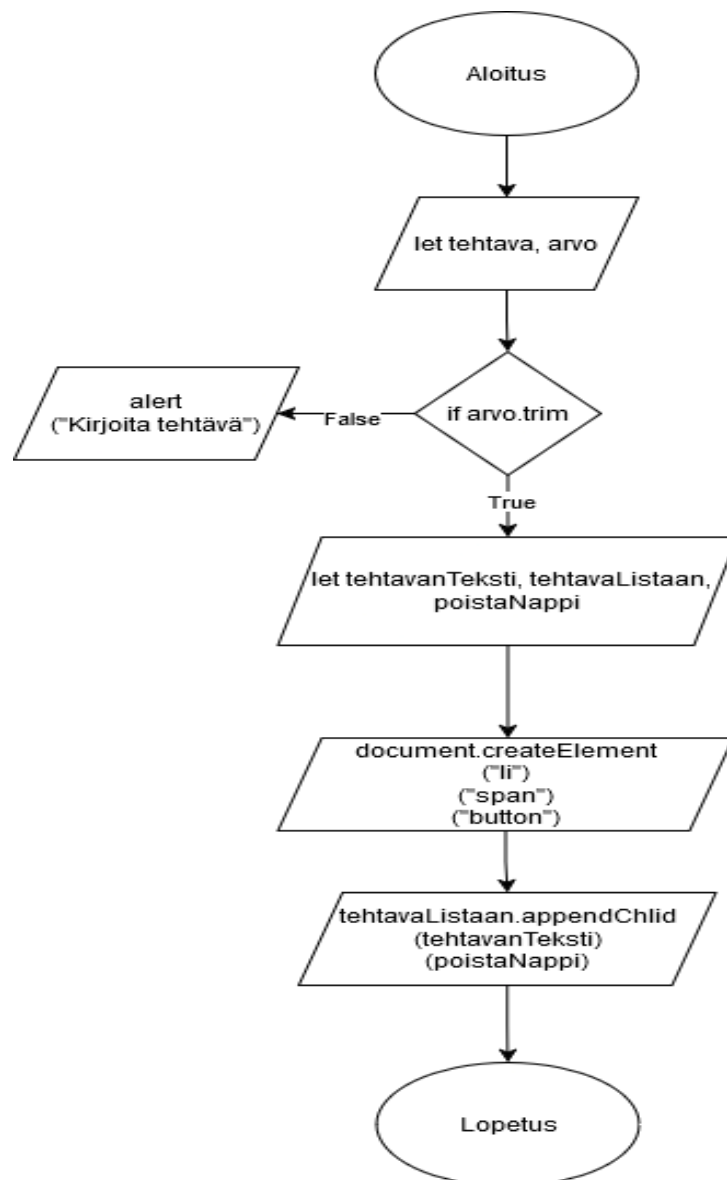 Aloitus
let tehtava, arvo
if arvo.trim
False
alert
("Kirjoita tehtävä")
True
let tehtavanTeksti, tehtavaListaan,
poistaNappi
document.createElement
("li")
("span")
("button")
tehtavaListaan.appendChlid
(tehtavanTeksti)
(poistaNappi)
Lopetus